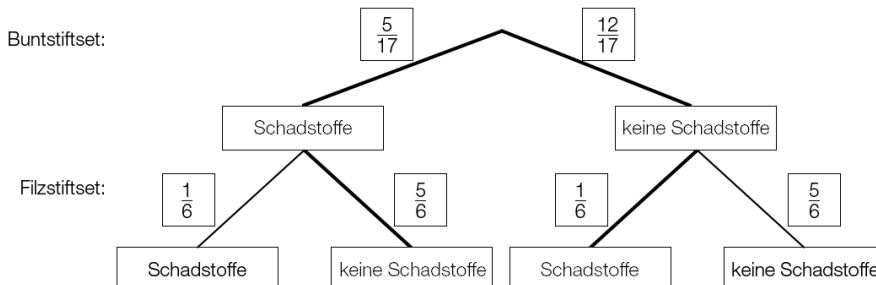 Buntstiftset:
5/17
12/17
Schadstoffe
keine Schadstoffe
Filzstiftset:
1/6
5/6
1/6
5/6
Schadstoffe
keine Schadstoffe
Schadstoffe
keine Schadstoffe